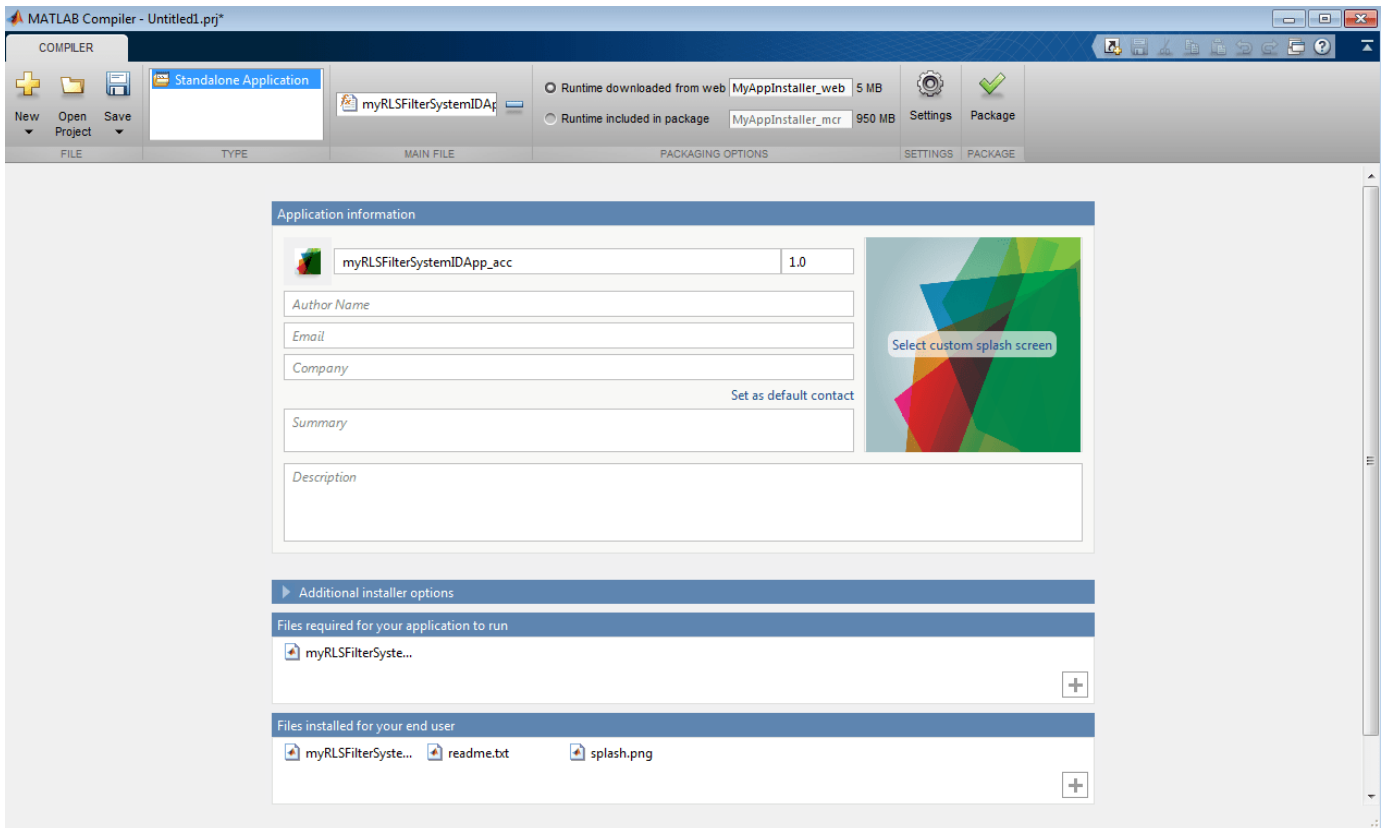 MATLAB Compiler - Untitled1.prj*
COMPILER
New
Open Project
Save
FILE
Standalone Application
TYPE
myRLSFilterSystemIDAp
MAIN FILE
Runtime downloaded from web MyAppInstaller_web 5 MB
Runtime included in package MyAppInstaller_mcr 950 MB
PACKAGING OPTIONS
Settings
SETTINGS
Package
PACKAGE
Application information
myRLSFilterSystemIDApp_acc 1.0
Author Name
Email
Company
Set as default contact
Summary
Select custom splash screen
Description
Additional installer options
Files required for your application to run
myRLSFilterSyste...
Files installed for your end user
myRLSFilterSyste... readme.txt splash.png